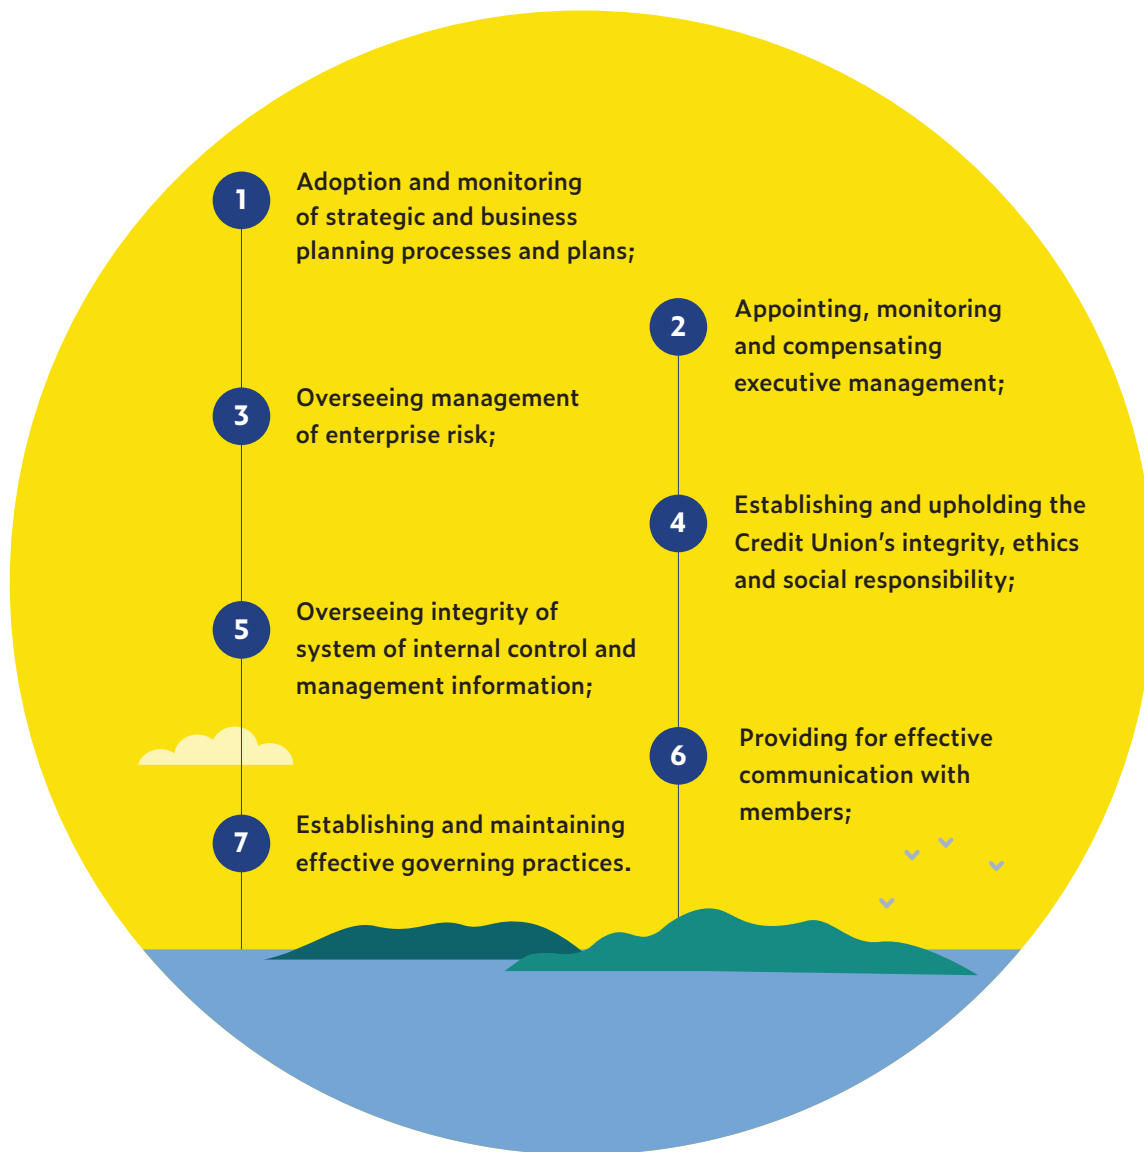 1
Adoption and monitoring
of strategic and business
planning processes and plans;
2
Appointing, monitoring
and compensating
executive management;
3
Overseeing management
of enterprise risk;
4
Establishing and upholding the
Credit Union’s integrity, ethics
and social responsibility;
5
Overseeing integrity of
system of internal control and
management information;
6
Providing for effective
communication with
members;
7
Establishing and maintaining
effective governing practices.